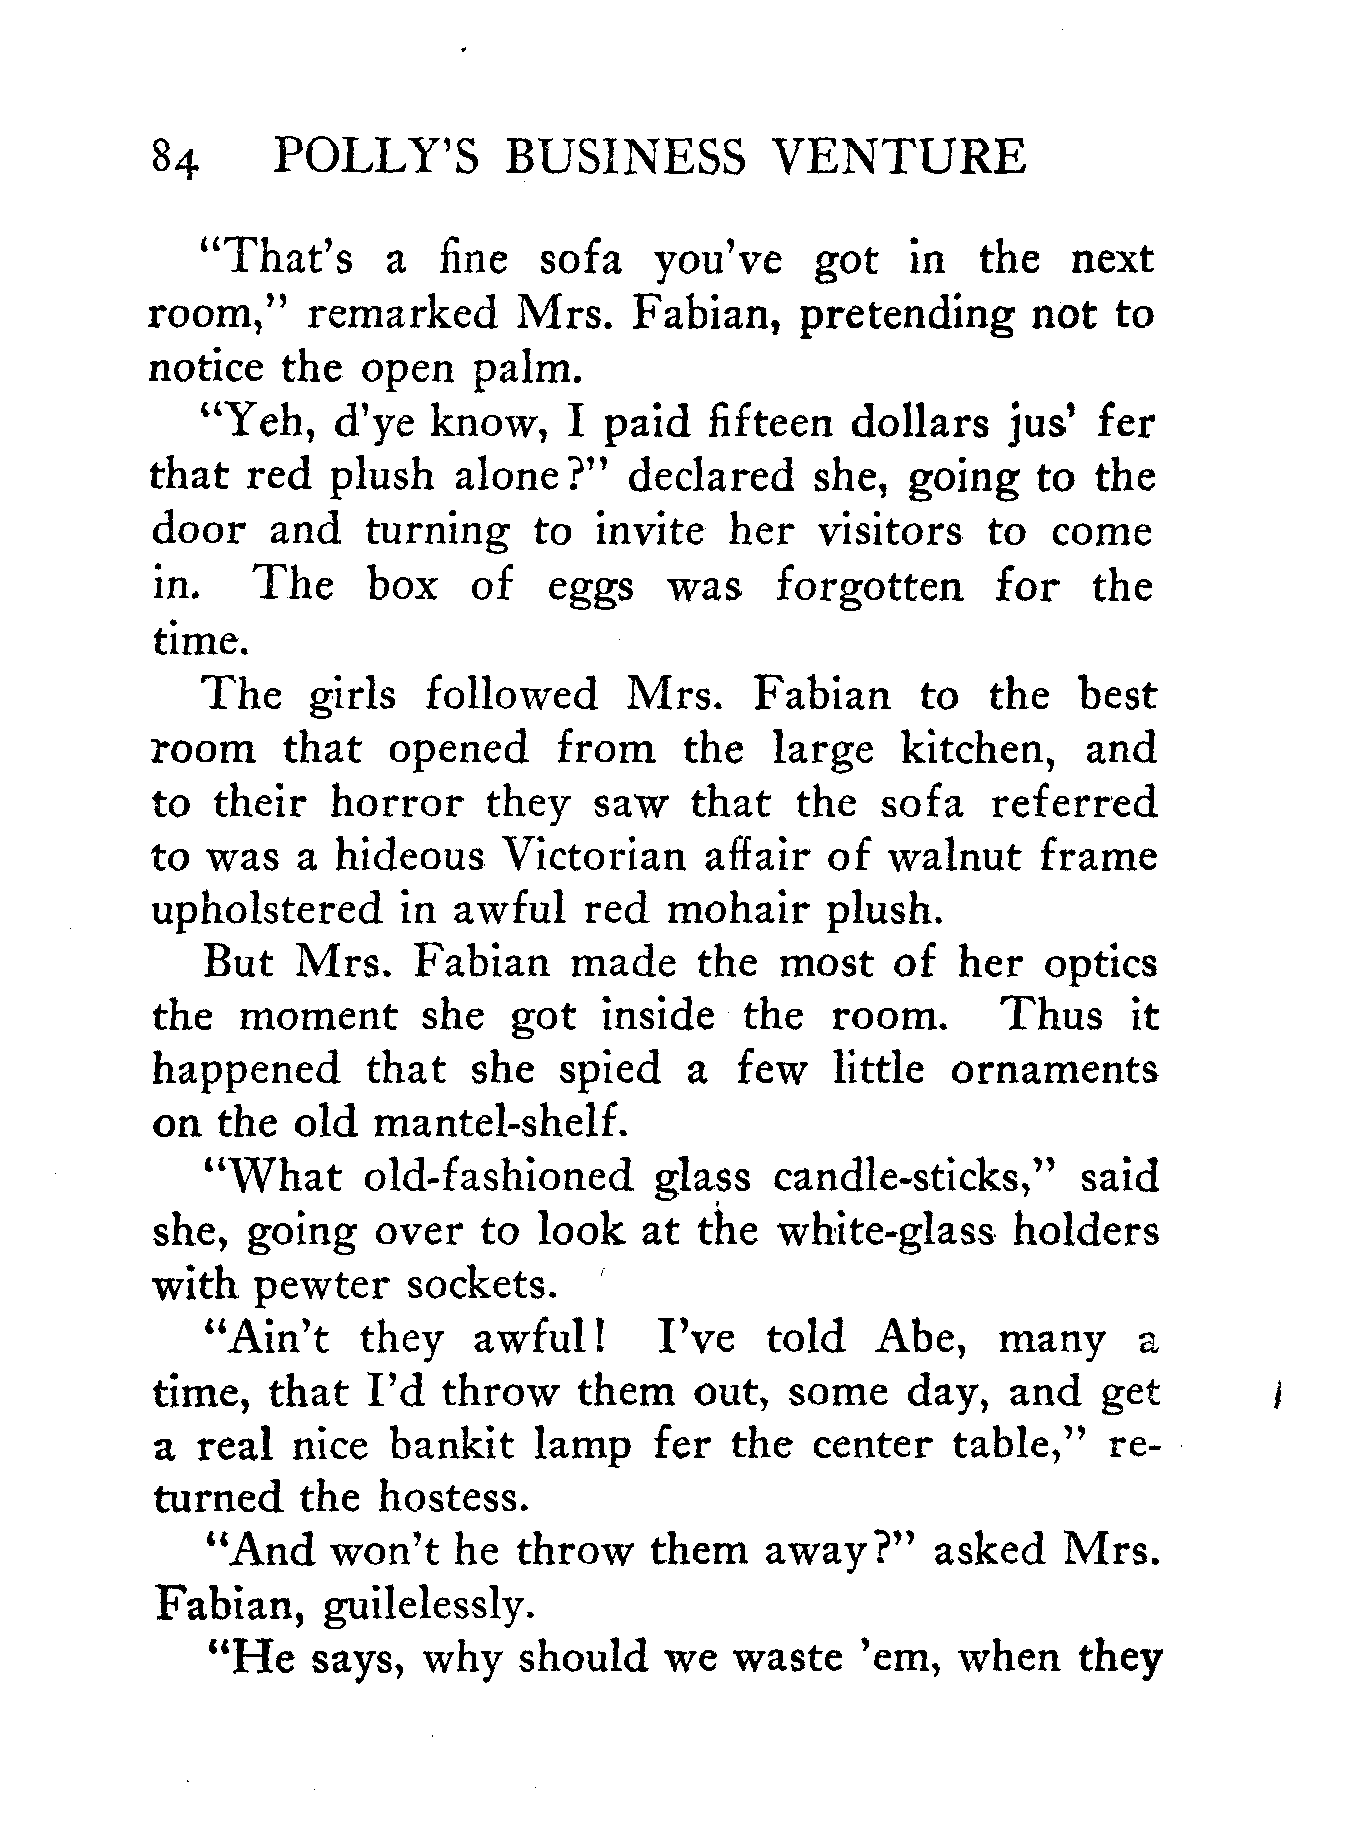 84 POLLY'S BUSINESS VENTURE
“That's a fine sofa you've got in the next
room,” remarked Mrs. Fabian, pretending not to
notice the open palm.
“Yeh, d'ye know, I paid fifteen dollars jus' fer
that red plush alone?” declared she, going to the
door and turning to invite her visitors to come
in. The box of eggs was forgotten for the
time.
The girls followed Mrs. Fabian to the best
room that opened from the large kitchen, and
to their horror they saw that the sofa referred
to was a hideous Victorian affair of walnut frame
upholstered in awful red mohair plush.
But Mrs. Fabian made the most of her optics
the moment she got inside the room. Thus it
happened that she spied a few little ornaments
on the old mantel-shelf.
“What old-fashioned glass candle-sticks,” said
she, going over to look at the white-glass holders
with pewter sockets.
“Ain't they awful! I've told Abe, many a
time, that I'd throw them out, some day, and get
a real nice bankit lamp fer the center table,” re-
turned the hostess.
“And won't he throw them away?” asked Mrs.
Fabian, guilelessly.
“He says, why should we waste 'em, when they